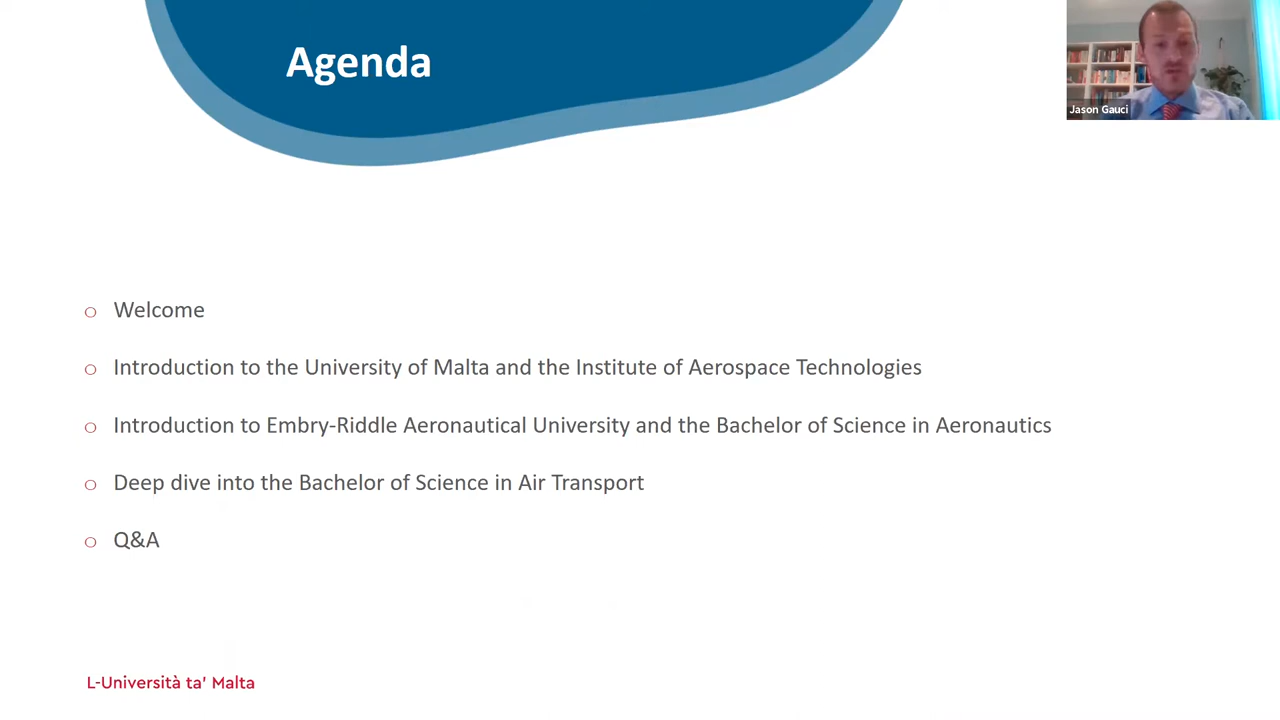 Agenda
Jason Gauci
Welcome
Introduction to the University of Malta and the Institute of Aerospace Technologies
Introduction to Embry-Riddle Aeronautical University and the Bachelor of Science in Aeronautics
Deep dive into the Bachelor of Science in Air Transport
Q&A
L-Università ta' Malta